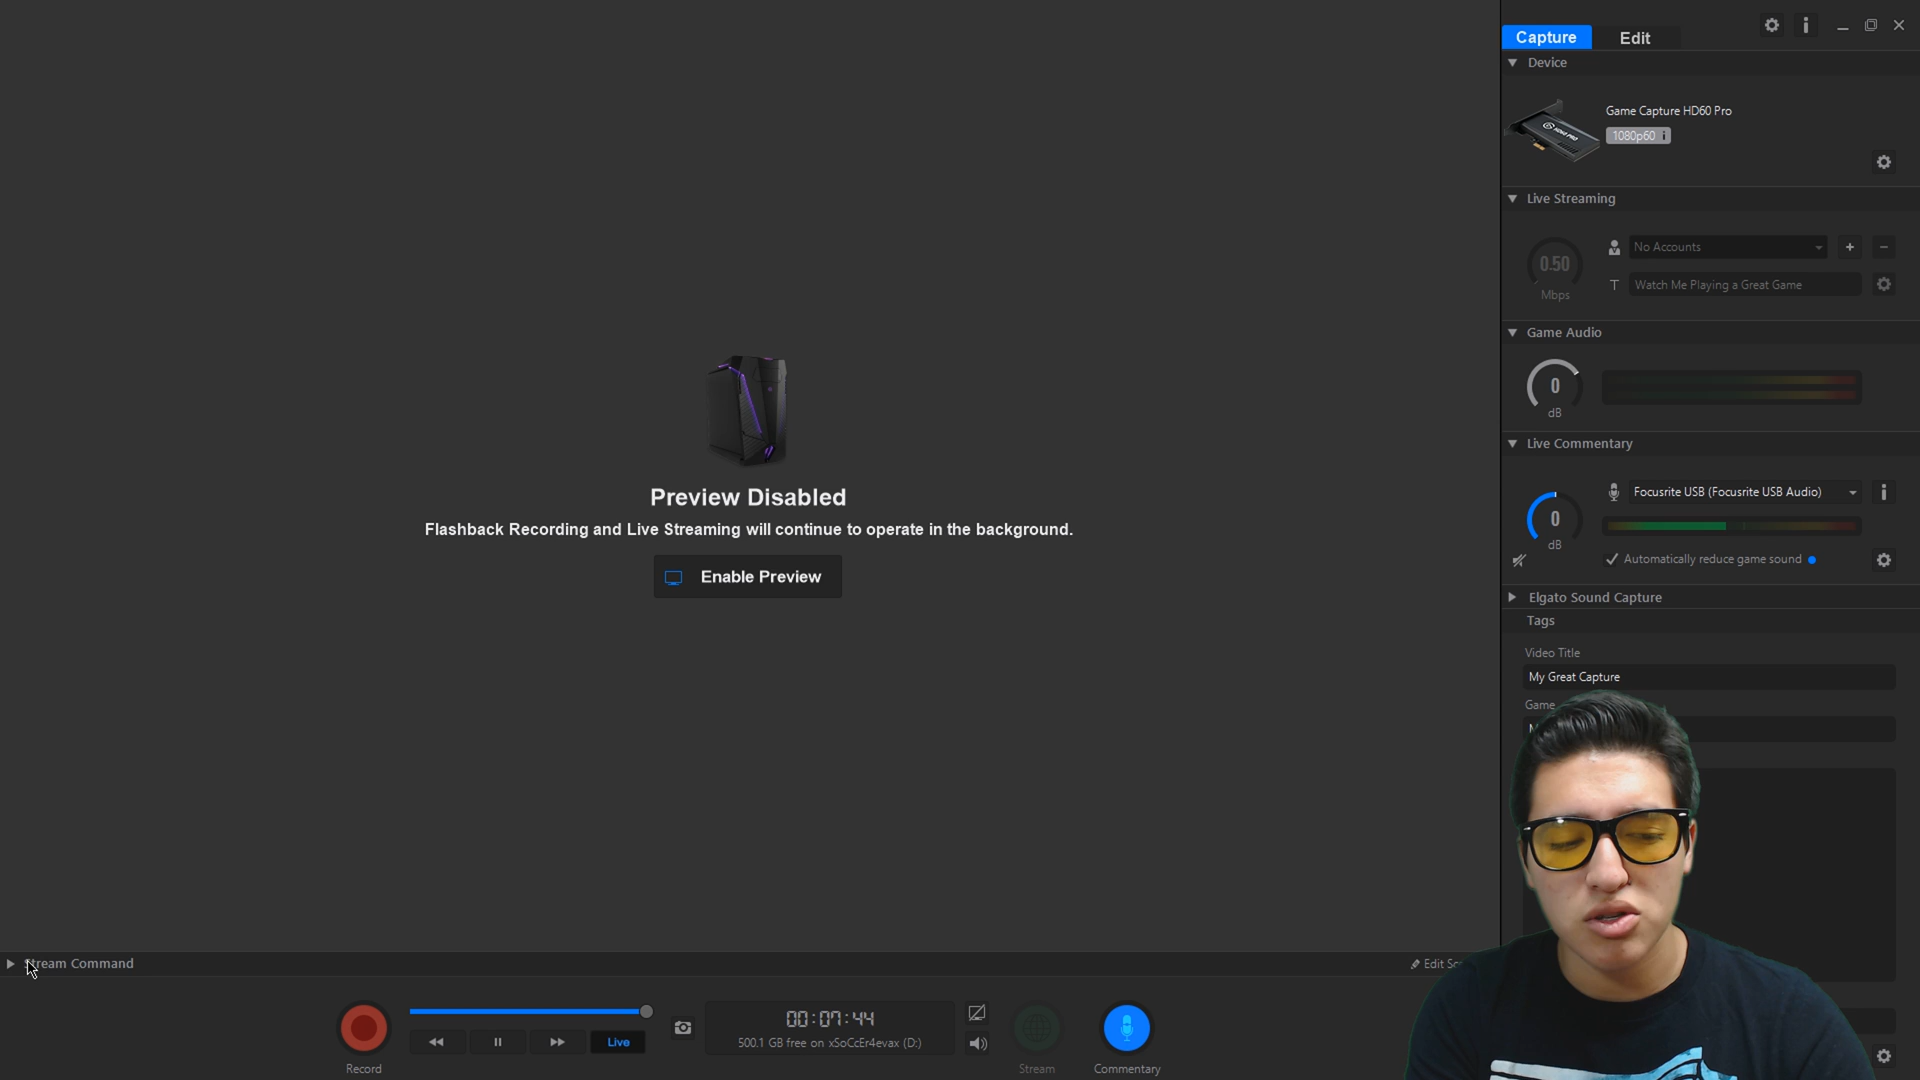 Capture Edit
Device
Game Capture HD60 Pro
1080p60 i
Live Streaming
No Accounts
0.50
Mbps
T Watch Me Playing a Great Game
Game Audio
0
dB
Live Commentary
Focusrite USB (Focusrite USB Audio)
0
dB
Automatically reduce game sound
Elgato Sound Capture
Tags
Video Title
My Great Capture
Game
Preview Disabled
Flashback Recording and Live Streaming will continue to operate in the background.
Enable Preview
Stream Command
Edit
Live
00:07:44
500.1 GB free on xSoCcEr4evax (D:)
Record
Stream
Commentary